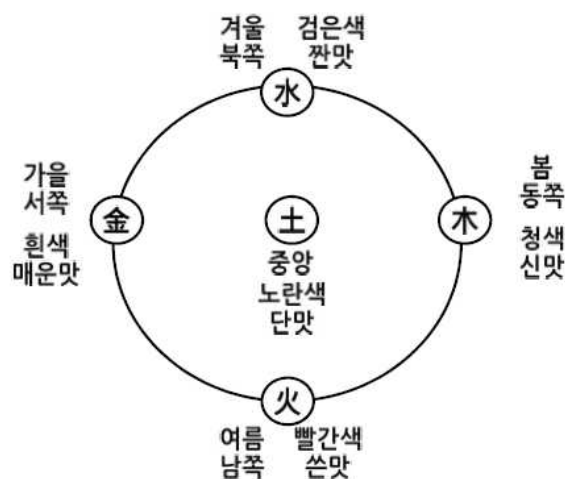 겨울 검은색
북쪽 짠맛
水
가을
서쪽
흰색
매운맛
金
土
중앙
노란색
단맛
木
봄
동쪽
청색
신맛
火
여름 빨간색
남쪽 쓴맛